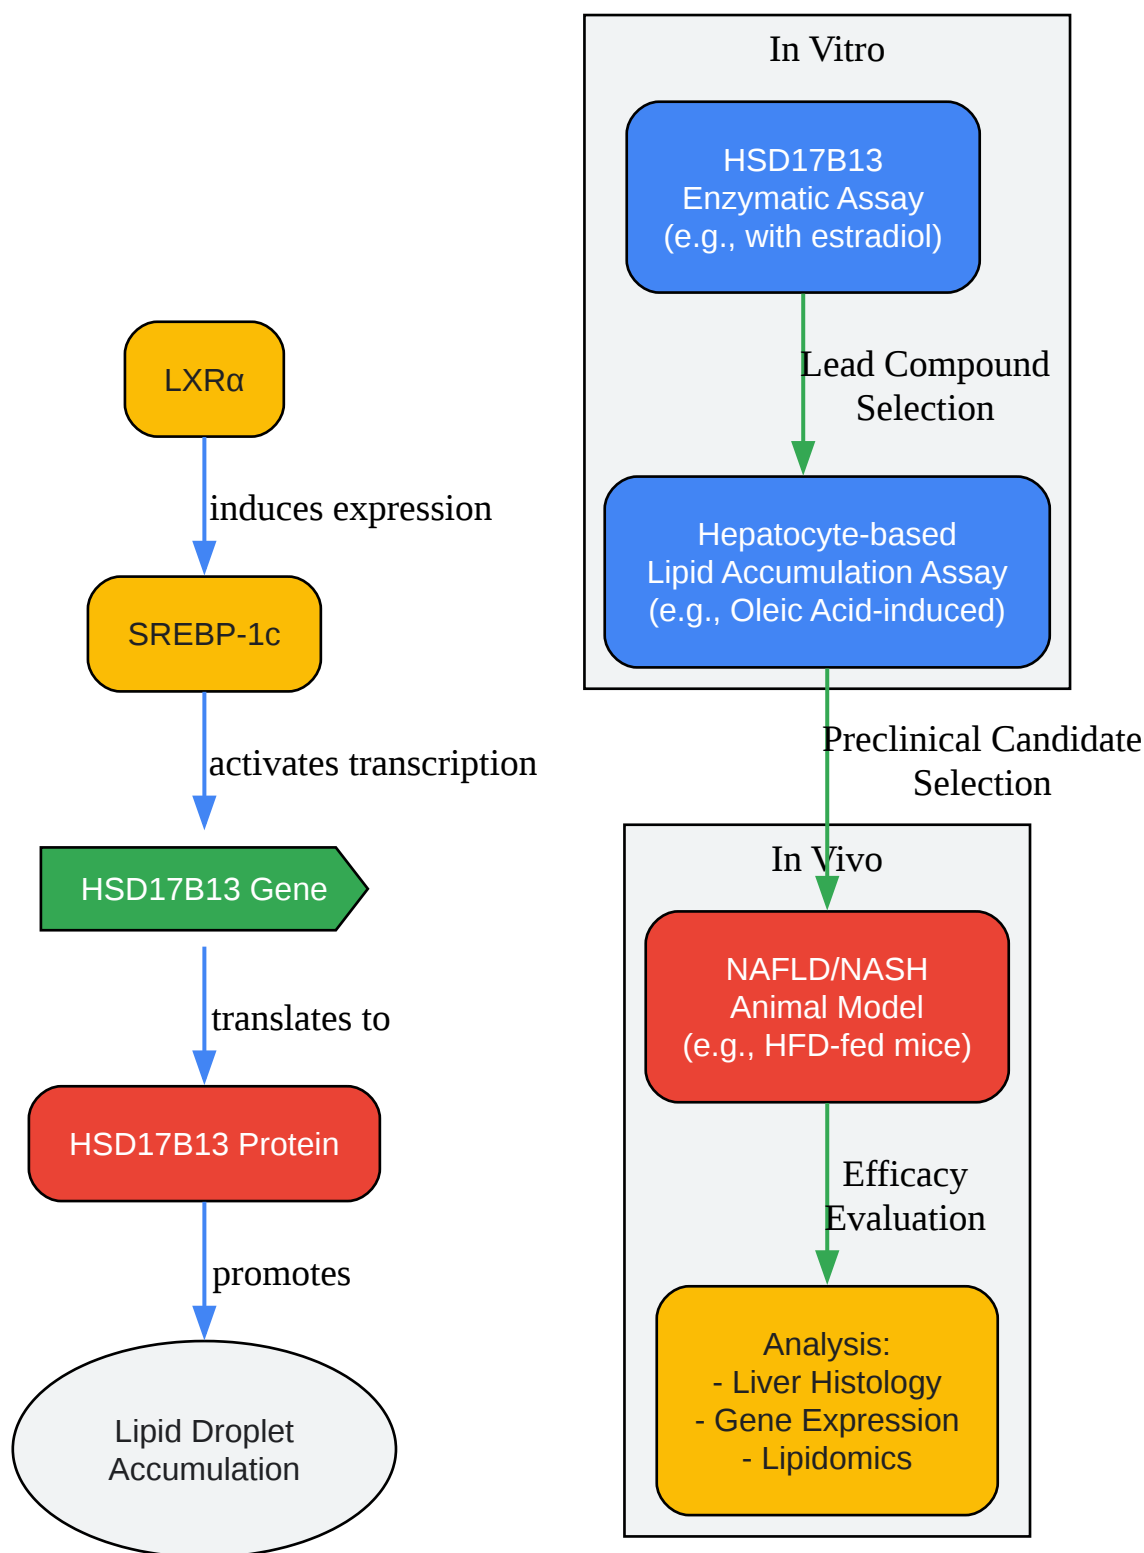 LXRα
induces expression
SREBP-1c
activates transcription
HSD17B13 Gene
translates to
HSD17B13 Protein
promotes
Lipid Droplet
Accumulation
In Vitro
HSD17B13
Enzymatic Assay
(e.g., with estradiol)
Lead Compound
Selection
Hepatocyte-based
Lipid Accumulation Assay
(e.g., Oleic Acid-induced)
Preclinical Candidate
Selection
In Vivo
NAFLD/NASH
Animal Model
(e.g., HFD-fed mice)
Efficacy
Evaluation
Analysis:
- Liver Histology
- Gene Expression
- Lipidomics